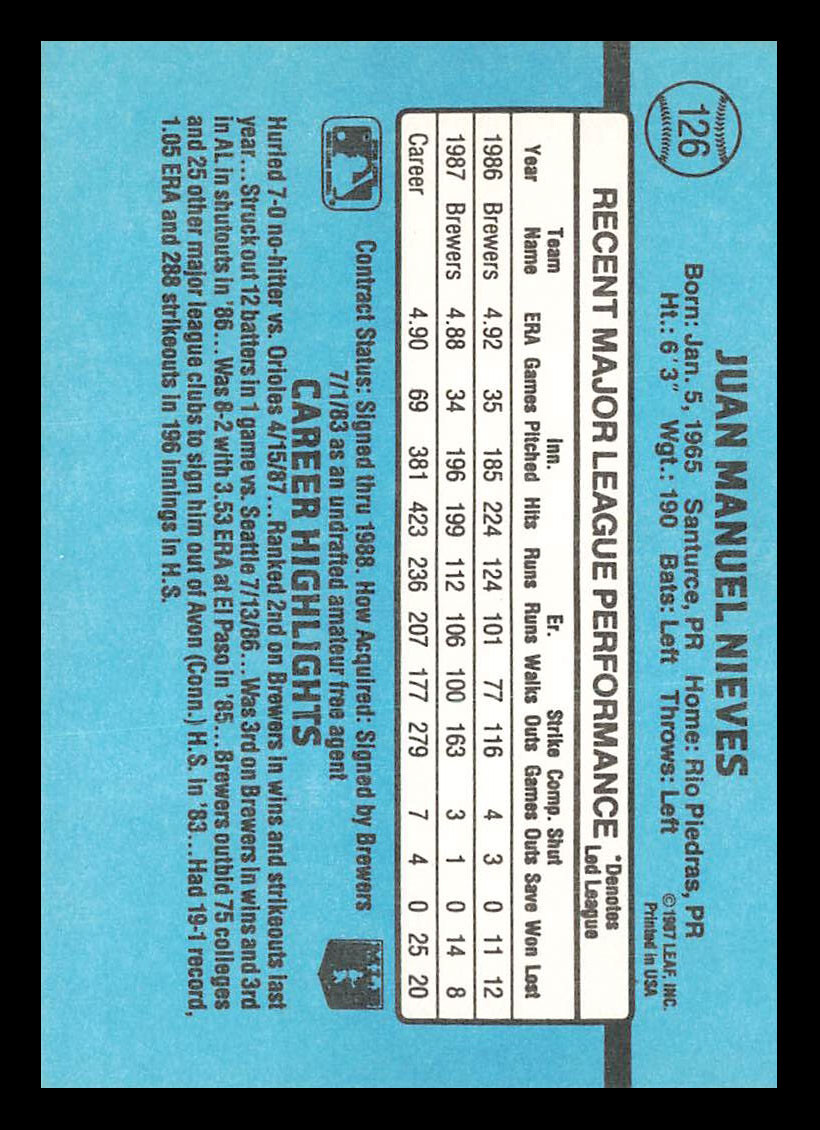 126
JUAN MANUEL NIEVES
Born: Jan. 5, 1965 Santurce, PR Home: Rio Piedras, PR
Ht.: 6'3" Wgt.: 190 Bats: Left Throws: Left
©1987 LEAF, INC.
Printed in USA
RECENT MAJOR LEAGUE PERFORMANCE *Denotes
Led League
Team Inn. Er. Strike Comp. Shut
Year Name ERA Games Pitched Hits Runs Runs Walks Outs Games Outs Save Won Lost
1986 Brewers 4.92 35 185 224 124 101 77 116 4 3 0 11 12
1987 Brewers 4.88 34 196 199 112 106 100 163 3 1 0 14 8
Career 4.90 69 381 423 236 207 177 279 7 4 0 25 20
Contract Status: Signed thru 1988. How Acquired: Signed by Brewers
7/1/83 as an undrafted amateur free agent
M.L.P.
CAREER HIGHLIGHTS
Hurled 7-0 no-hitter vs. Orioles 4/15/87...Ranked 2nd on Brewers in wins and strikeouts last
year...Struck out 12 batters in 1 game vs. Seattle 7/13/86...Was 3rd on Brewers in wins and 3rd
in AL in shutouts in '86...Was 8-2 with 3.53 ERA at El Paso in '85...Brewers outbid 75 colleges
and 25 other major league clubs to sign him out of Avon (Conn.) H.S. in '83...Had 19-1 record,
1.05 ERA and 288 strikeouts in 196 innings in H.S.